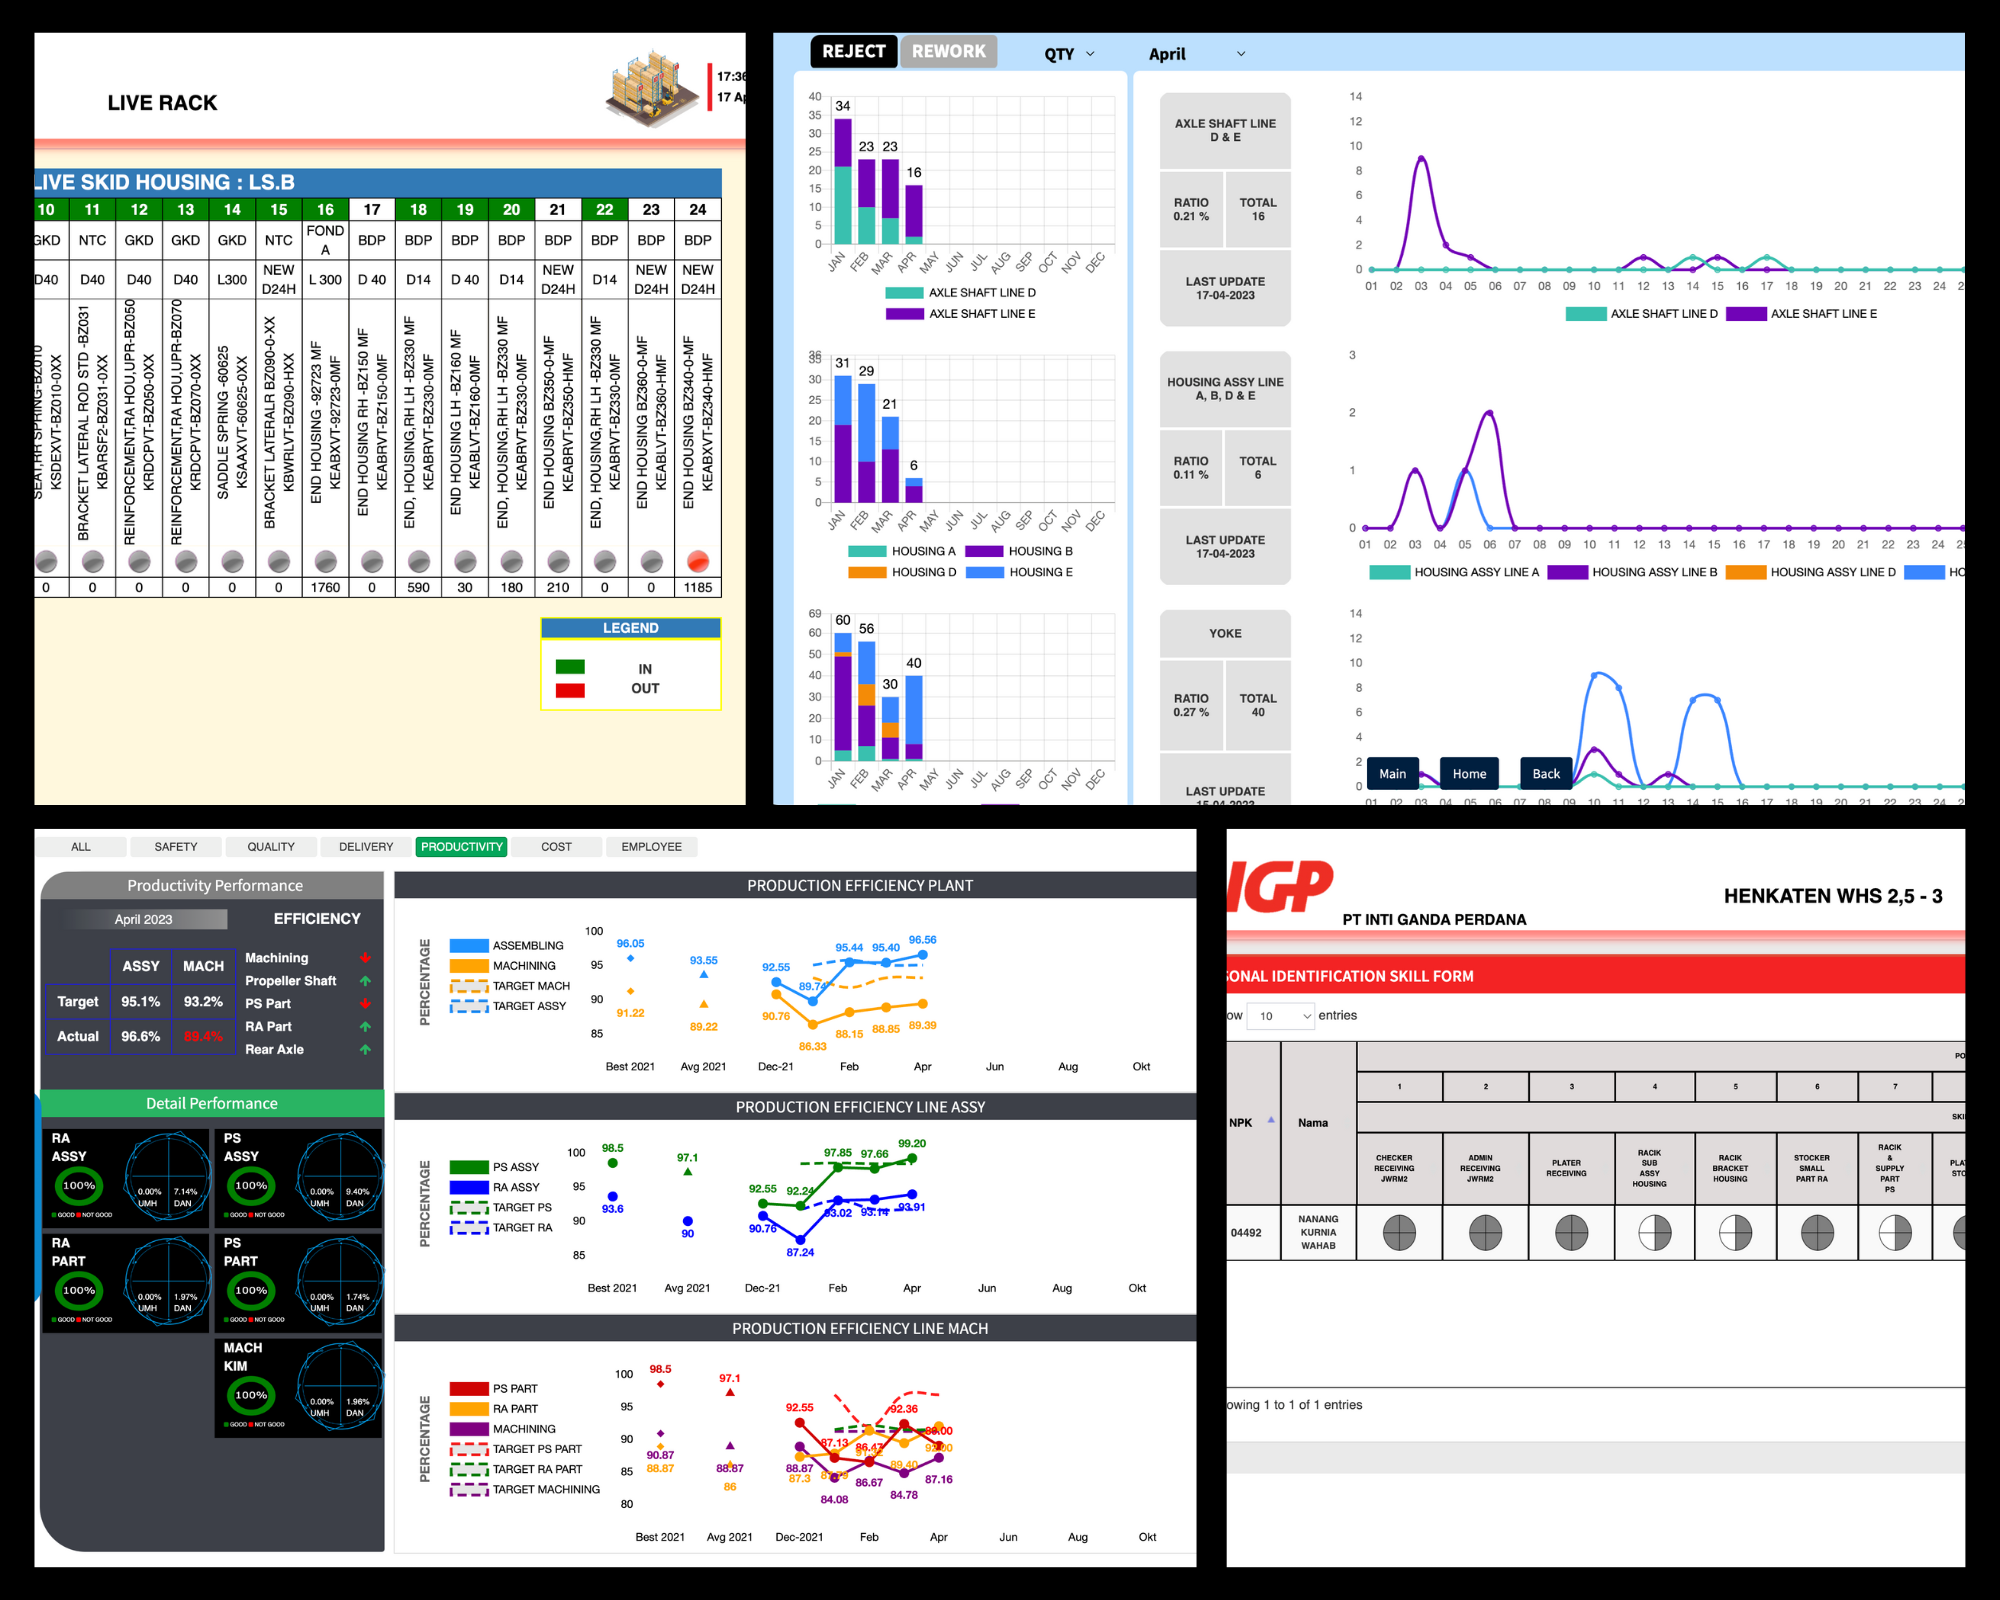 LIVE RACK
17:36
17 Ap
LIVE SKID HOUSING : LS.B
10 11 12 13 14 15 16 17 18 19 20 21 22 23 24
GKD NTC GKD GKD GKD NTC FOND A BDP BDP BDP BDP BDP BDP BDP BDP
D40 D40 D40 D40 L300 NEW D24H L 300 D 40 D14 D 40 D14 NEW D24H D14 NEW D24H NEW D24H
SEAT,RR SPRING-BZ010
KSDEXVT-BZ010-0XX
BRACKET LATERAL ROD STD -BZ031
KBARSF2-BZ031-0XX
REINFORCEMENT,RA HOU,UPR-BZ050
KRDCPVT-BZ050-0XX
REINFORCEMENT,RA HOU,UPR-BZ070
KRDCPVT-BZ070-0XX
SADDLE SPRING -60625
KSAAXVT-60625-0XX
BRACKET LATERALR BZ090-0-XX
KBWRLVT-BZ090-HXX
END HOUSING -92723 MF
KEABXVT-92723-0MF
END HOUSING RH -BZ150 MF
KEABRVT-BZ150-0MF
END, HOUSING,RH LH -BZ330 MF
KEABRVT-BZ330-0MF
END HOUSING LH -BZ160 MF
KEABLVT-BZ160-0MF
END, HOUSING,RH LH -BZ330 MF
KEABRVT-BZ330-0MF
END HOUSING BZ350-0-MF
KEABRVT-BZ350-HMF
END, HOUSING,RH LH -BZ330 MF
KEABRVT-BZ330-0MF
END HOUSING BZ360-0-MF
KEABLVT-BZ360-HMF
END HOUSING BZ340-0-MF
KEABXVT-BZ340-HMF
0 0 0 0 0 0 1760 0 590 30 180 210 0 0 1185
LEGEND
IN
OUT
REJECT REWORK QTY April
40
35
30
25
20
15
10
5
0
34 23 23 16
JAN FEB MAR APR MAY JUN JUL AUG SEP OCT NOV DEC
AXLE SHAFT LINE D
AXLE SHAFT LINE E
AXLE SHAFT LINE
D & E
RATIO
0.21 %
TOTAL
16
LAST UPDATE
17-04-2023
14
12
10
8
6
4
2
0
01 02 03 04 05 06 07 08 09 10 11 12 13 14 15 16 17 18 19 20 21 22 23 24 2
AXLE SHAFT LINE D AXLE SHAFT LINE E
36
35
30
25
20
15
10
5
0
31 29 21 6
JAN FEB MAR APR MAY JUN JUL AUG SEP OCT NOV DEC
HOUSING A HOUSING B
HOUSING D HOUSING E
HOUSING ASSY LINE
A, B, D & E
RATIO
0.11 %
TOTAL
6
LAST UPDATE
17-04-2023
3
2
1
0
01 02 03 04 05 06 07 08 09 10 11 12 13 14 15 16 17 18 19 20 21 22 23 24 25
HOUSING ASSY LINE A HOUSING ASSY LINE B HOUSING ASSY LINE D HO
69
60
50
40
30
20
10
0
60 56 30 40
JAN FEB MAR APR MAY JUN JUL AUG SEP OCT NOV DEC
YOKE
RATIO
0.27 %
TOTAL
40
LAST UPDATE
15-04-2023
14
12
10
8
6
4
2
0
Main Home Back
01 02 03 04 05 06 07 08 09 10 11 12 13 14 15 16 17 18 19 20 21 22 23 24 2
ALL SAFETY QUALITY DELIVERY PRODUCTIVITY COST EMPLOYEE
Productivity Performance
April 2023 EFFICIENCY
ASSY MACH
Target 95.1% 93.2%
Actual 96.6% 89.4%
Machining
Propeller Shaft
PS Part
RA Part
Rear Axle
Detail Performance
RA
ASSY
100%
0.00% 7.14%
UMH DAN
GOOD NOT GOOD
PS
ASSY
100%
0.00% 9.40%
UMH DAN
GOOD NOT GOOD
RA
PART
100%
0.00% 1.97%
UMH DAN
GOOD NOT GOOD
PS
PART
100%
0.00% 1.74%
UMH DAN
GOOD NOT GOOD
MACH
KIM
100%
0.00% 1.96%
UMH DAN
GOOD NOT GOOD
PRODUCTION EFFICIENCY PLANT
PERCENTAGE
ASSEMBLING
MACHINING
TARGET MACH
TARGET ASSY
100
95
90
85
96.05 93.55 92.55 89.74 95.44 95.40 96.56
91.22 89.22 90.76 86.33 88.15 88.85 89.39
Best 2021 Avg 2021 Dec-21 Feb Apr Jun Aug Okt
PRODUCTION EFFICIENCY LINE ASSY
PERCENTAGE
PS ASSY
RA ASSY
TARGET PS
TARGET RA
100
95
90
85
98.5 97.1 92.55 92.24 97.85 97.66 99.20
93.6 90 90.76 87.24 93.02 93.14 93.91
Best 2021 Avg 2021 Dec-21 Feb Apr Jun Aug Okt
PRODUCTION EFFICIENCY LINE MACH
PERCENTAGE
PS PART
RA PART
MACHINING
TARGET PS PART
TARGET RA PART
TARGET MACHINING
100
95
90
85
80
98.5 97.1 92.55 87.13 86.47 92.36
90.87 88.87 88.87 84.08 86.67 84.78 87.16
88.87 86 87.3 89.40
Best 2021 Avg 2021 Dec-2021 Feb Apr Jun Aug Okt
IGP
PT INTI GANDA PERDANA
HENKATEN WHS 2,5 - 3
SONAL IDENTIFICATION SKILL FORM
ow 10 entries
PO
1 2 3 4 5 6 7
SKI
NPK Nama
CHECKER
RECEIVING
JWRM2
ADMIN
RECEIVING
JWRM2
PLATER
RECEIVING
RACIK
SUB
ASSY
HOUSING
RACIK
BRACKET
HOUSING
STOCKER
SMALL
PART RA
RACIK
&
SUPPLY
PART
PS
PLA
STO
04492
NANANG
KURNIA
WAHAB
owing 1 to 1 of 1 entries